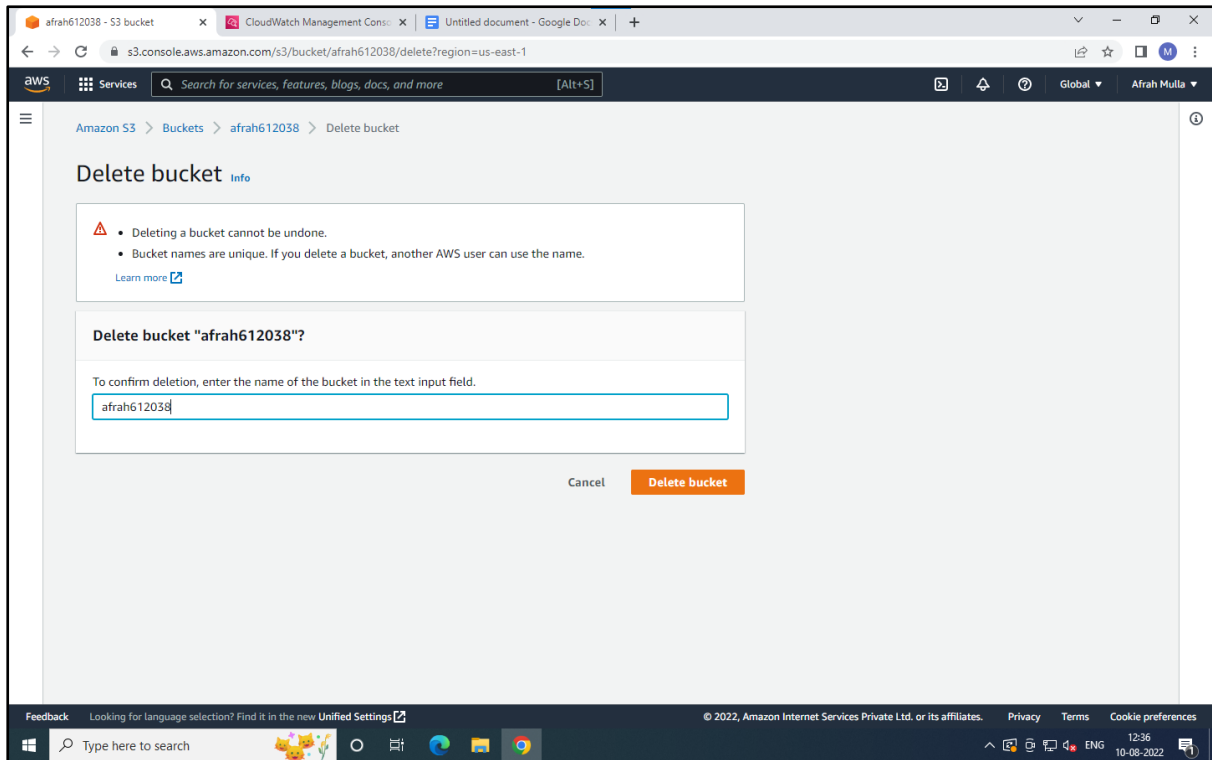 afrah612038 - S3 bucket
CloudWatch Management Conso
Untitled document - Google Doc
s3.console.aws.amazon.com/s3/bucket/afrah612038/delete?region=us-east-1
M
aws Services Search for services, features, blogs, docs, and more [Alt+S] Global Afrah Mulla
Amazon S3 > Buckets > afrah612038 > Delete bucket
Delete bucket Info
• Deleting a bucket cannot be undone.
• Bucket names are unique. If you delete a bucket, another AWS user can use the name.
Learn more
Delete bucket "afrah612038"?
To confirm deletion, enter the name of the bucket in the text input field.
afrah612038
Cancel Delete bucket
Feedback Looking for language selection? Find it in the new Unified Settings © 2022, Amazon Internet Services Private Ltd. or its affiliates. Privacy Terms Cookie preferences
Type here to search ENG 12:36
10-08-2022